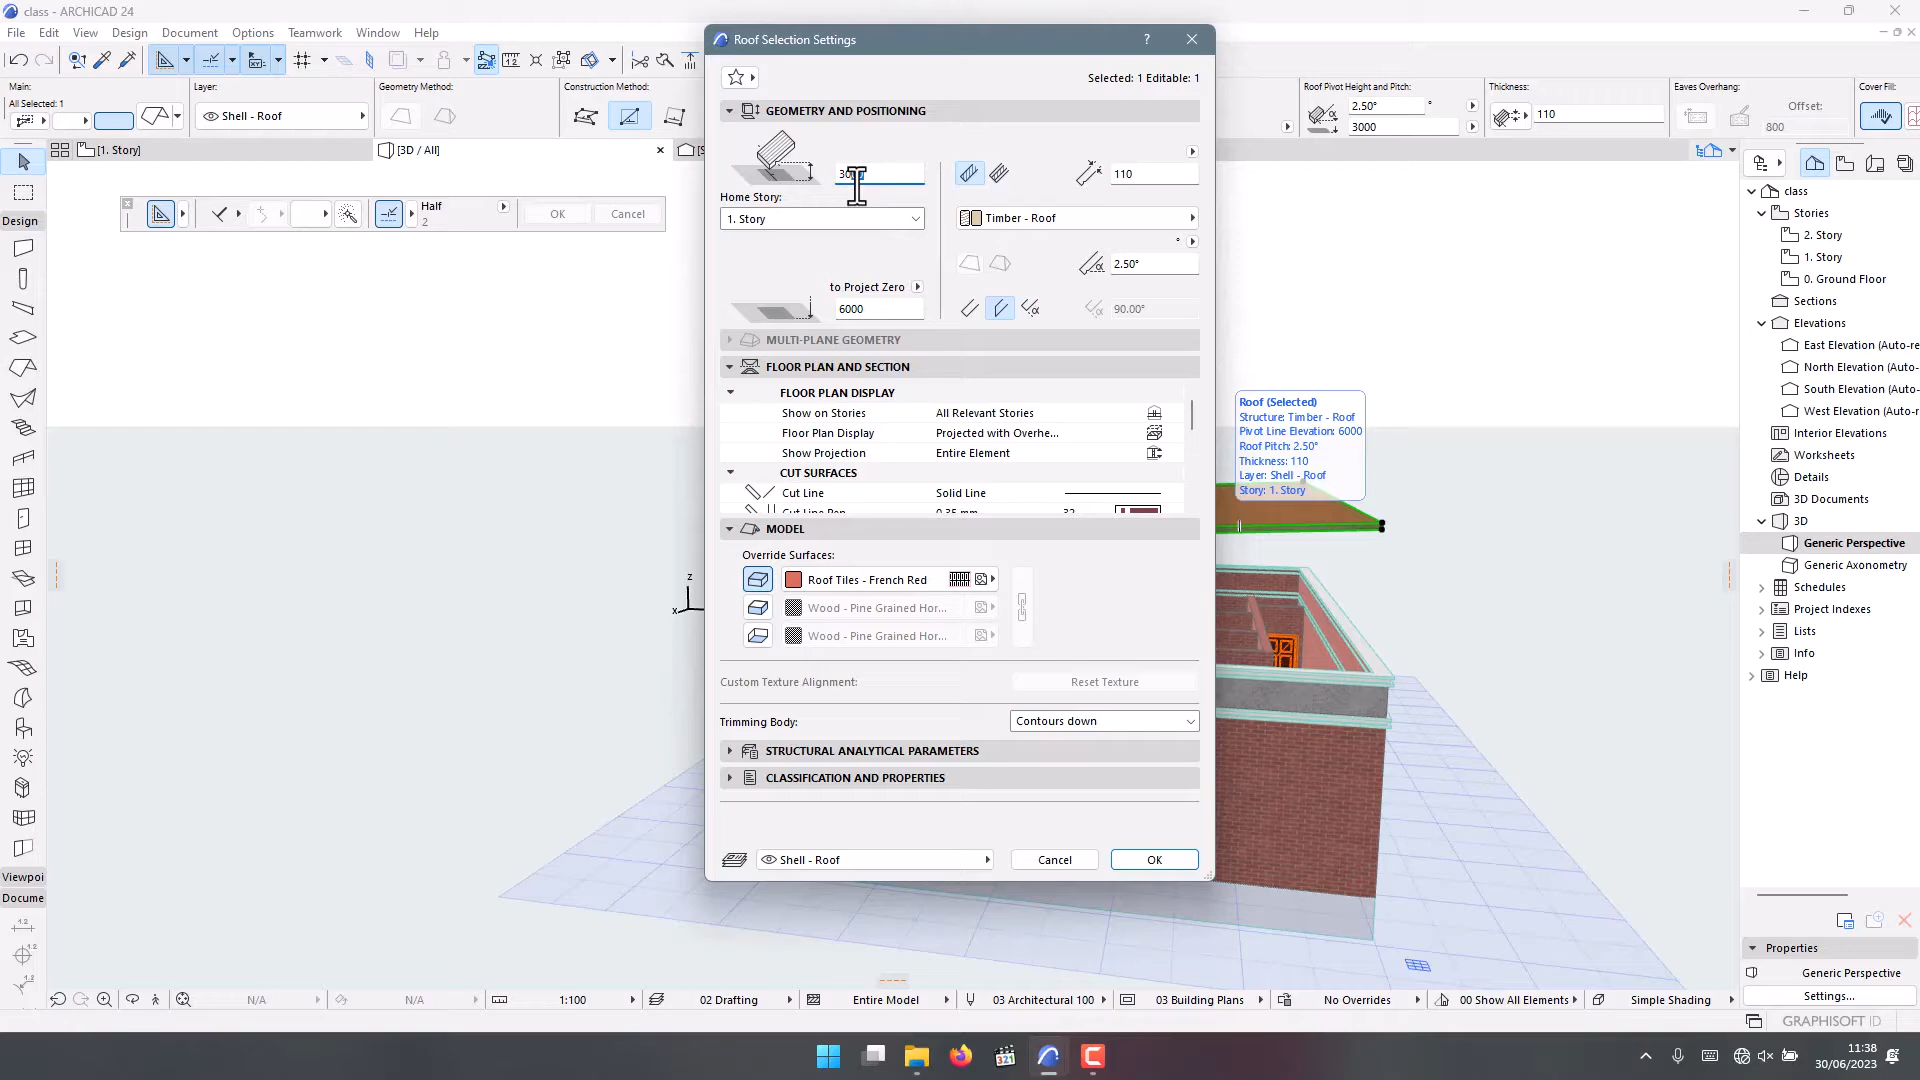 class - ARCHICAD 24
File Edit View Design Document Options Teamwork Window Help
Main:
All Selected: 1
Layer:
Shell - Roof
Geometry Method:
Construction Method:
Roof Pivot Height and Pitch:
2.50° °
3000
Thickness:
110
Eaves Overhang:
Offset:
800
Cover Fill:
[1. Story]
[3D / All]
Half
2
OK
Cancel
Design
Viewpoi
Docume
Roof Selection Settings
?
Selected: 1 Editable: 1
GEOMETRY AND POSITIONING
110
Home Story:
1. Story
Timber - Roof
°
2.50°
to Project Zero
6000
90.00°
MULTI-PLANE GEOMETRY
FLOOR PLAN AND SECTION
FLOOR PLAN DISPLAY
Show on Stories All Relevant Stories
Floor Plan Display Projected with Overhe...
Show Projection Entire Element
CUT SURFACES
Cut Line Solid Line
Cut Line Pen 0.35 mm 32
MODEL
Override Surfaces:
Roof Tiles - French Red
Wood - Pine Grained Hor...
Wood - Pine Grained Hor...
Custom Texture Alignment: Reset Texture
Trimming Body: Contours down
STRUCTURAL ANALYTICAL PARAMETERS
CLASSIFICATION AND PROPERTIES
Shell - Roof
Cancel
OK
Roof (Selected)
Structure: Timber - Roof
Pivot Line Elevation: 6000
Roof Pitch: 2.50°
Thickness: 110
Layer: Shell - Roof
Story: 1. Story
z
x
class
Stories
2. Story
1. Story
0. Ground Floor
Sections
Elevations
East Elevation (Auto-re
North Elevation (Auto-
South Elevation (Auto-
West Elevation (Auto-r
Interior Elevations
Worksheets
Details
3D Documents
3D
Generic Perspective
Generic Axonometry
Schedules
Project Indexes
Lists
Info
Help
Properties
Generic Perspective
Settings...
N/A
N/A
1:100
02 Drafting
Entire Model
03 Architectural 100
03 Building Plans
No Overrides
00 Show All Elements
Simple Shading
GRAPHISOFT ID
11:38
30/06/2023